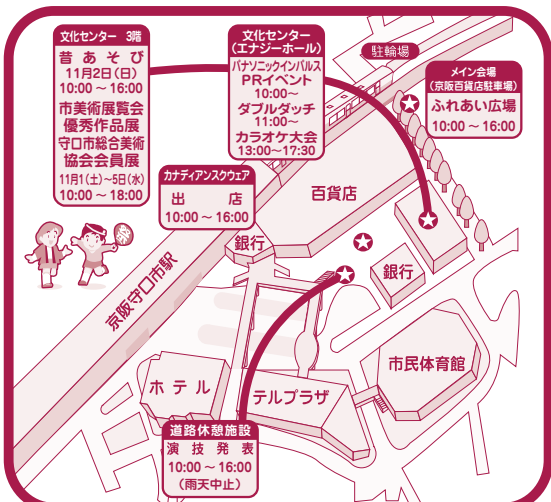 文化センター 3階
昔あそび
11月2日(日)
10:00～16:00
市美術展覧会
優秀作品展
守口市総合美術
協会会員展
11月1(土)～5日(水)
10:00～18:00
文化センター
(エナジーホール)
パナソニックインパルス
PRイベント
10:00～
ダブルダッチ
11:00～
カラオケ大会
13:00～17:30
駐輪場
メイン会場
(京阪百貨店駐車場)
ふれあい広場
10:00～16:00
カナディアンスクウェア
出店
10:00～16:00
百貨店
銀行
銀行
京阪守口市駅
市民体育館
ホテル
テルプラザ
道路休憩施設
演技発表
10:00～16:00
(雨天中止)